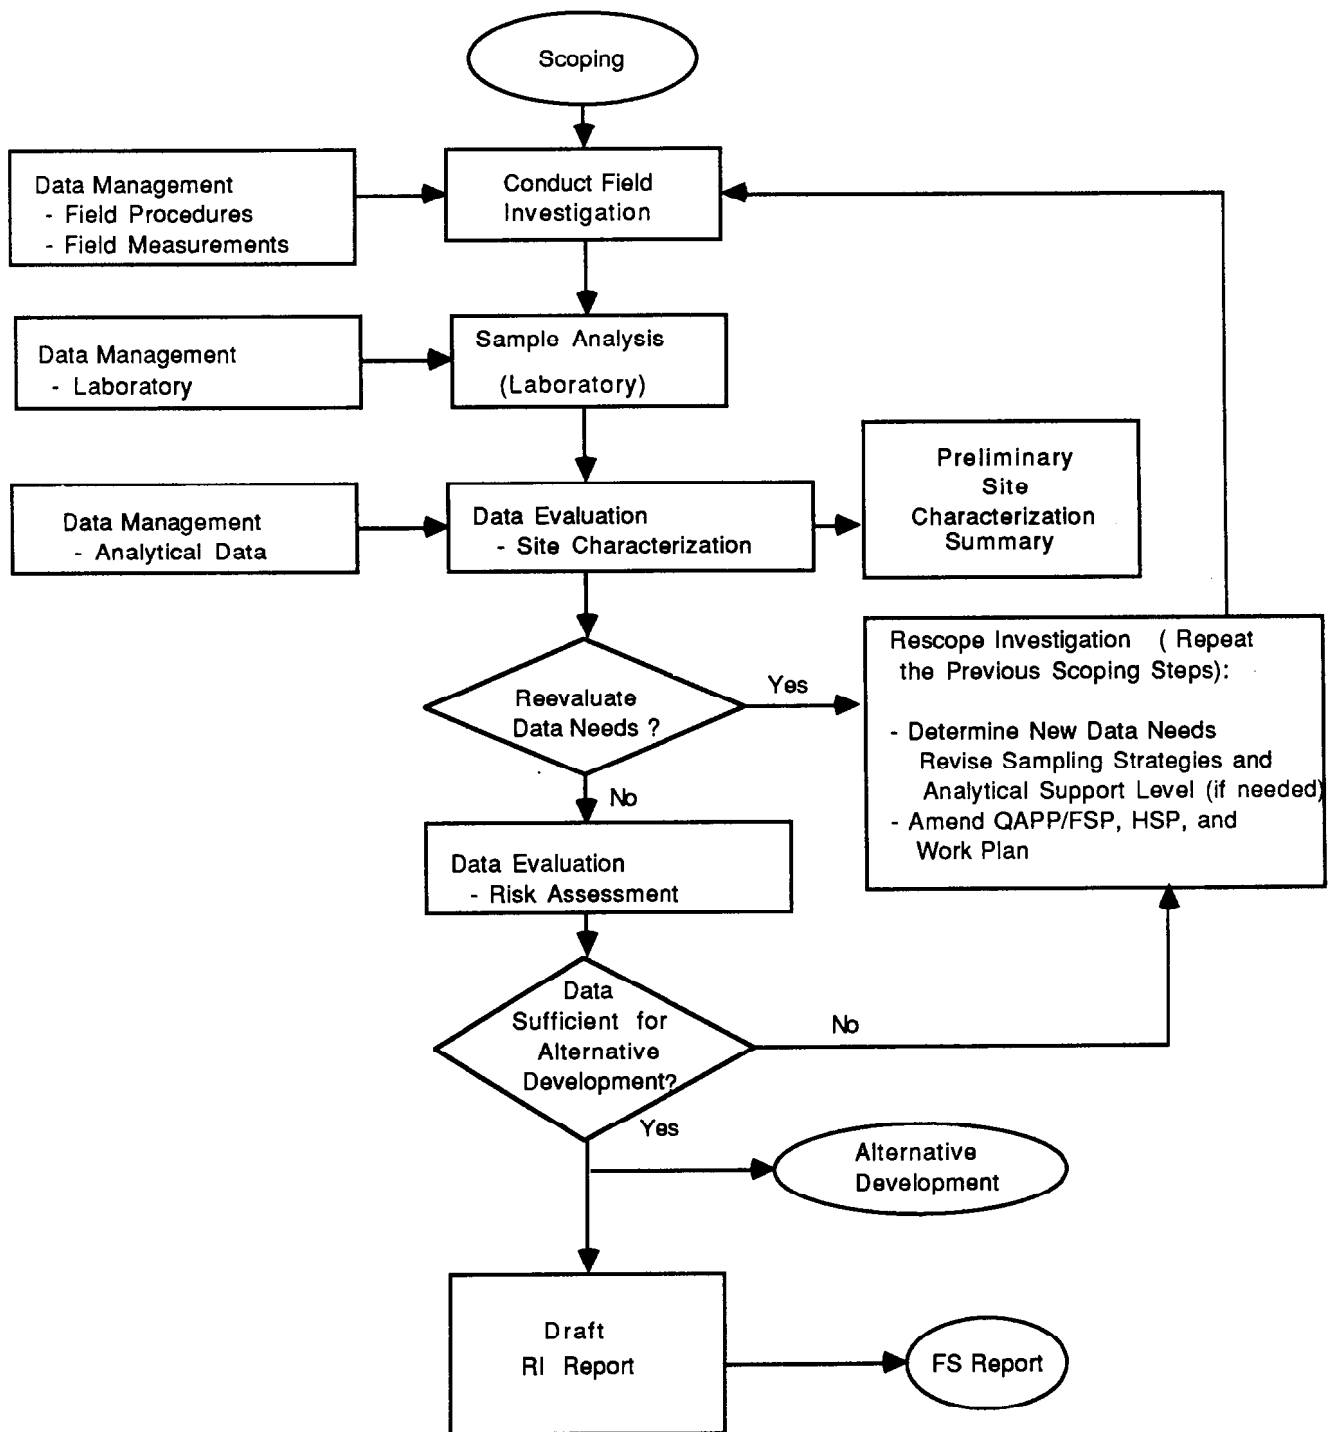 Scoping
Data Management
- Field Procedures
- Field Measurements
Conduct Field
Investigation
Data Management
- Laboratory
Sample Analysis
(Laboratory)
Data Management
- Analytical Data
Data Evaluation
- Site Characterization
Preliminary
Site
Characterization
Summary
Reevaluate
Data Needs ?
Yes
No
Rescope Investigation ( Repeat
the Previous Scoping Steps):
- Determine New Data Needs
Revise Sampling Strategies and
Analytical Support Level (if needed)
- Amend QAPP/FSP, HSP, and
Work Plan
Data Evaluation
- Risk Assessment
Data
Sufficient for
Alternative
Development?
No
Yes
Alternative
Development
Draft
RI Report
FS Report